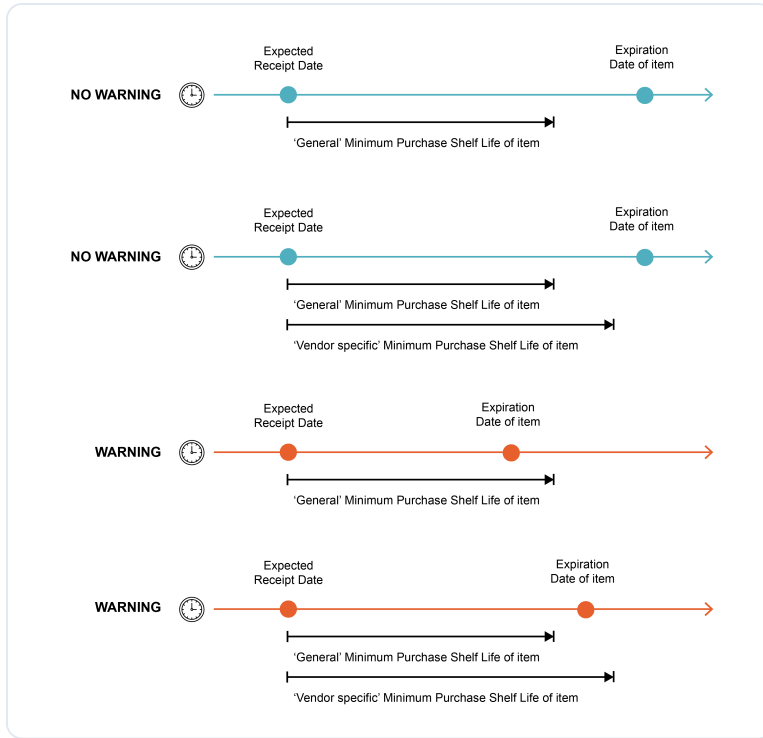 Expected
Receipt Date
Expiration
Date of item
NO WARNING
‘General’ Minimum Purchase Shelf Life of item
Expected
Receipt Date
Expiration
Date of item
NO WARNING
‘General’ Minimum Purchase Shelf Life of item
‘Vendor specific’ Minimum Purchase Shelf Life of item
Expected
Receipt Date
Expiration
Date of item
WARNING
‘General’ Minimum Purchase Shelf Life of item
Expected
Receipt Date
Expiration
Date of item
WARNING
‘General’ Minimum Purchase Shelf Life of item
‘Vendor specific’ Minimum Purchase Shelf Life of item